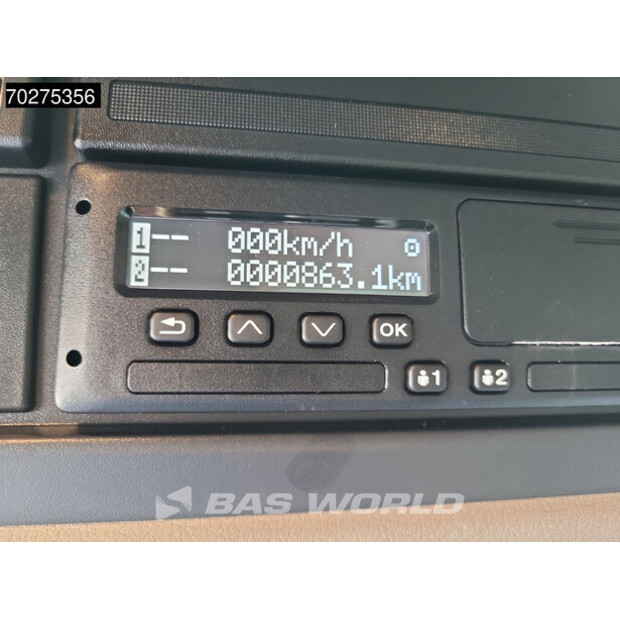 70275356
1-- 000km/h
2-- 0000863.1km
OK
1 2
BAS WORLD